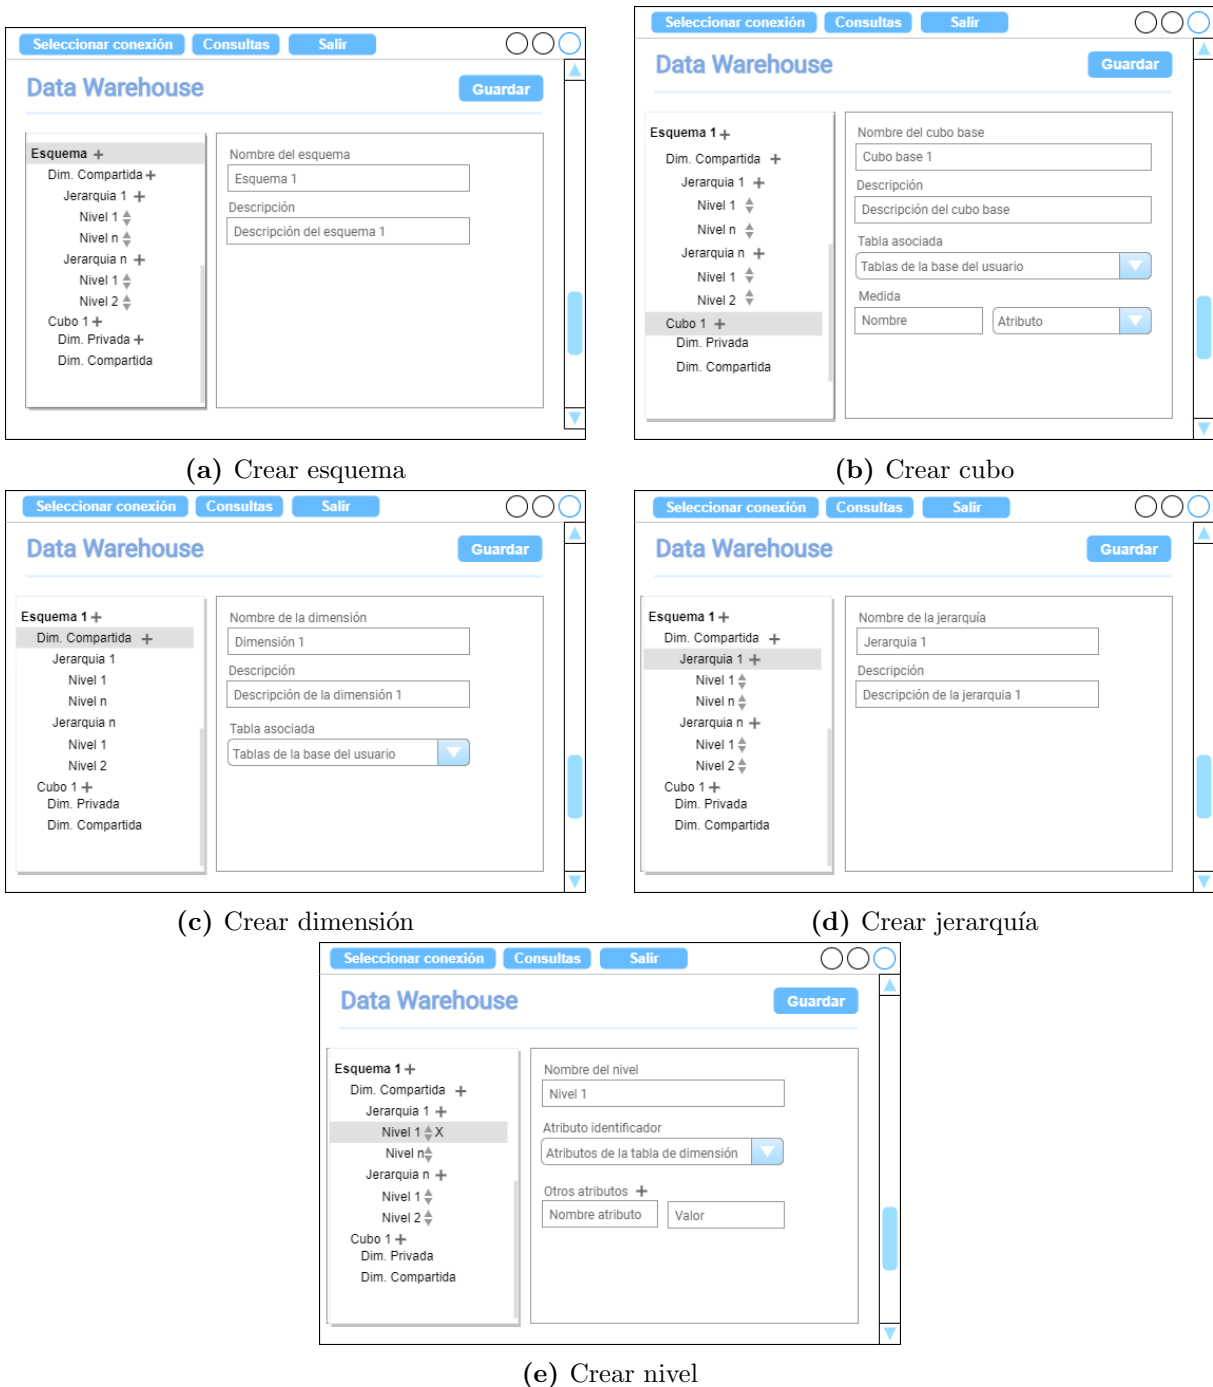 Seleccionar conexión Consultas Salir
Data Warehouse Guardar
Esquema +
Dim. Compartida +
Jerarquia 1 +
Nivel 1
Nivel n
Jerarquia n +
Nivel 1
Nivel 2
Cubo 1 +
Dim. Privada +
Dim. Compartida
Nombre del esquema
Esquema 1
Descripción
Descripción del esquema 1
(a) Crear esquema
Seleccionar conexión Consultas Salir
Data Warehouse Guardar
Esquema 1 +
Dim. Compartida +
Jerarquia 1 +
Nivel 1
Nivel n
Jerarquia n +
Nivel 1
Nivel 2
Cubo 1 +
Dim. Privada
Dim. Compartida
Nombre del cubo base
Cubo base 1
Descripción
Descripción del cubo base
Tabla asociada
Tablas de la base del usuario
Medida
Nombre Atributo
(b) Crear cubo
Seleccionar conexión Consultas Salir
Data Warehouse Guardar
Esquema 1 +
Dim. Compartida +
Jerarquia 1
Nivel 1
Nivel n
Jerarquia n
Nivel 1
Nivel 2
Cubo 1 +
Dim. Privada
Dim. Compartida
Nombre de la dimensión
Dimensión 1
Descripción
Descripción de la dimensión 1
Tabla asociada
Tablas de la base del usuario
(c) Crear dimensión
Seleccionar conexión Consultas Salir
Data Warehouse Guardar
Esquema 1 +
Dim. Compartida +
Jerarquia 1 +
Nivel 1
Nivel n
Jerarquia n +
Nivel 1
Nivel 2
Cubo 1 +
Dim. Privada
Dim. Compartida
Nombre de la jerarquía
Jerarquia 1
Descripción
Descripción de la jerarquia 1
(d) Crear jerarquía
Seleccionar conexión Consultas Salir
Data Warehouse Guardar
Esquema 1 +
Dim. Compartida +
Jerarquia 1 +
Nivel 1 X
Nivel n
Jerarquia n +
Nivel 1
Nivel 2
Cubo 1 +
Dim. Privada
Dim. Compartida
Nombre del nivel
Nivel 1
Atributo identificador
Atributos de la tabla de dimensión
Otros atributos +
Nombre atributo Valor
(e) Crear nivel